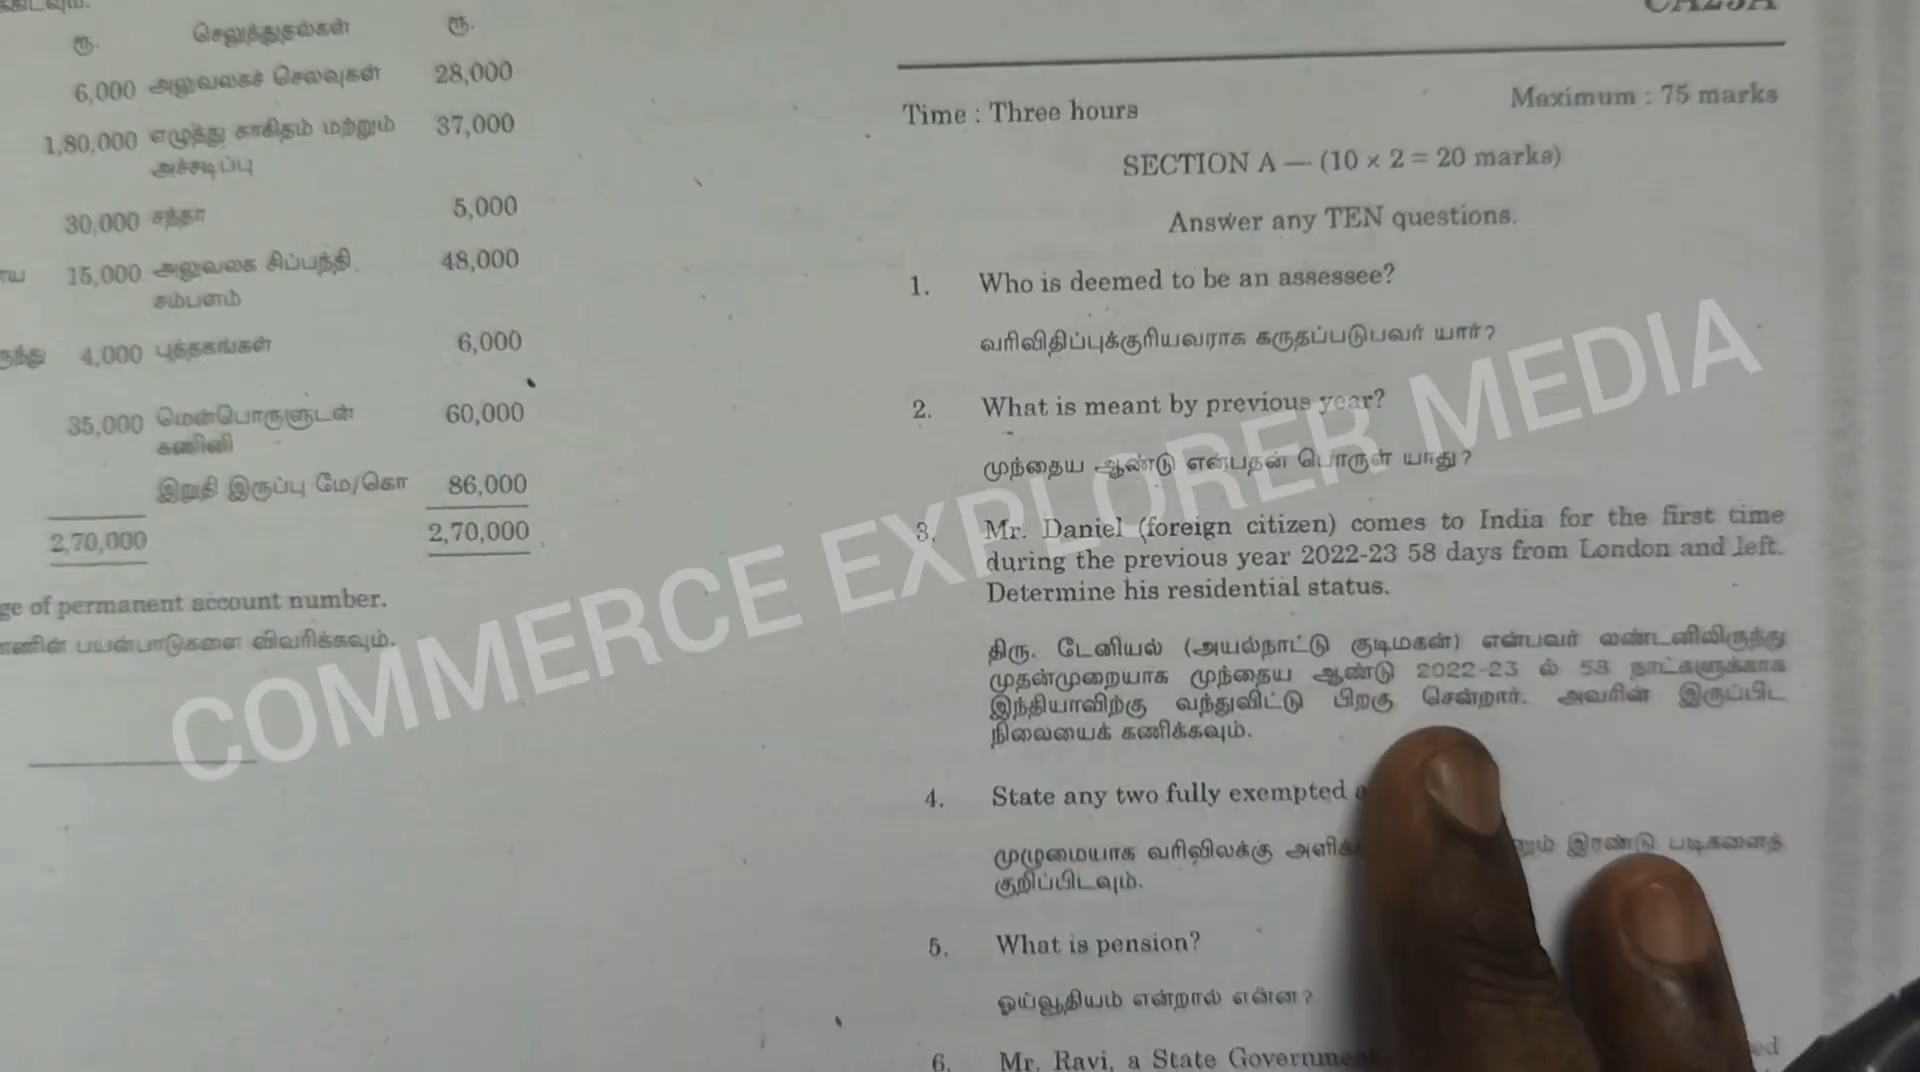 ரூ. செலுத்துதல்கள் ரூ.
6,000 அலுவலகச் செலவுகள் 28,000
1,80,000 எழுத்து காகிதம் மற்றும் 37,000
அச்சடிப்பு
30,000 சந்தா 5,000
15,000 அலுவலக சிப்பந்தி 48,000
சம்பளம்
4,000 புத்தகங்கள் 6,000
35,000 மென்பொருளுடன் 60,000
கணினி
இறுதி இருப்பு மே/கொ 86,000
2,70,000 2,70,000
ge of permanent account number.
பயன்பாடுகளை விவரிக்கவும்.
Time : Three hours Maximum : 75 marks
SECTION A — (10 × 2 = 20 marks)
Answer any TEN questions.
1. Who is deemed to be an assessee?
வரிவிதிப்புக்குரியவராக கருதப்படுபவர் யார்?
2. What is meant by previous year?
முந்தைய ஆண்டு என்பதன் பொருள் யாது?
3. Mr. Daniel (foreign citizen) comes to India for the first time
during the previous year 2022-23 58 days from London and left.
Determine his residential status.
திரு. டேனியல் (அயல்நாட்டு குடிமகன்) என்பவர் லண்டனிலிருந்து
முதன்முறையாக முந்தைய ஆண்டு 2022-23 ல் 58 நாட்களுக்காக
இந்தியாவிற்கு வந்துவிட்டு பிறகு சென்றார். அவரின் இருப்பிட
நிலையைக் கணிக்கவும்.
4. State any two fully exempted
முழுமையாக வரிவிலக்கு இரண்டு படிகளைத்
குறிப்பிடவும்.
5. What is pension?
ஓய்வூதியம் என்றால் என்ன?
6. Mr. Ravi, a State
COMMERCE EXPLORER MEDIA